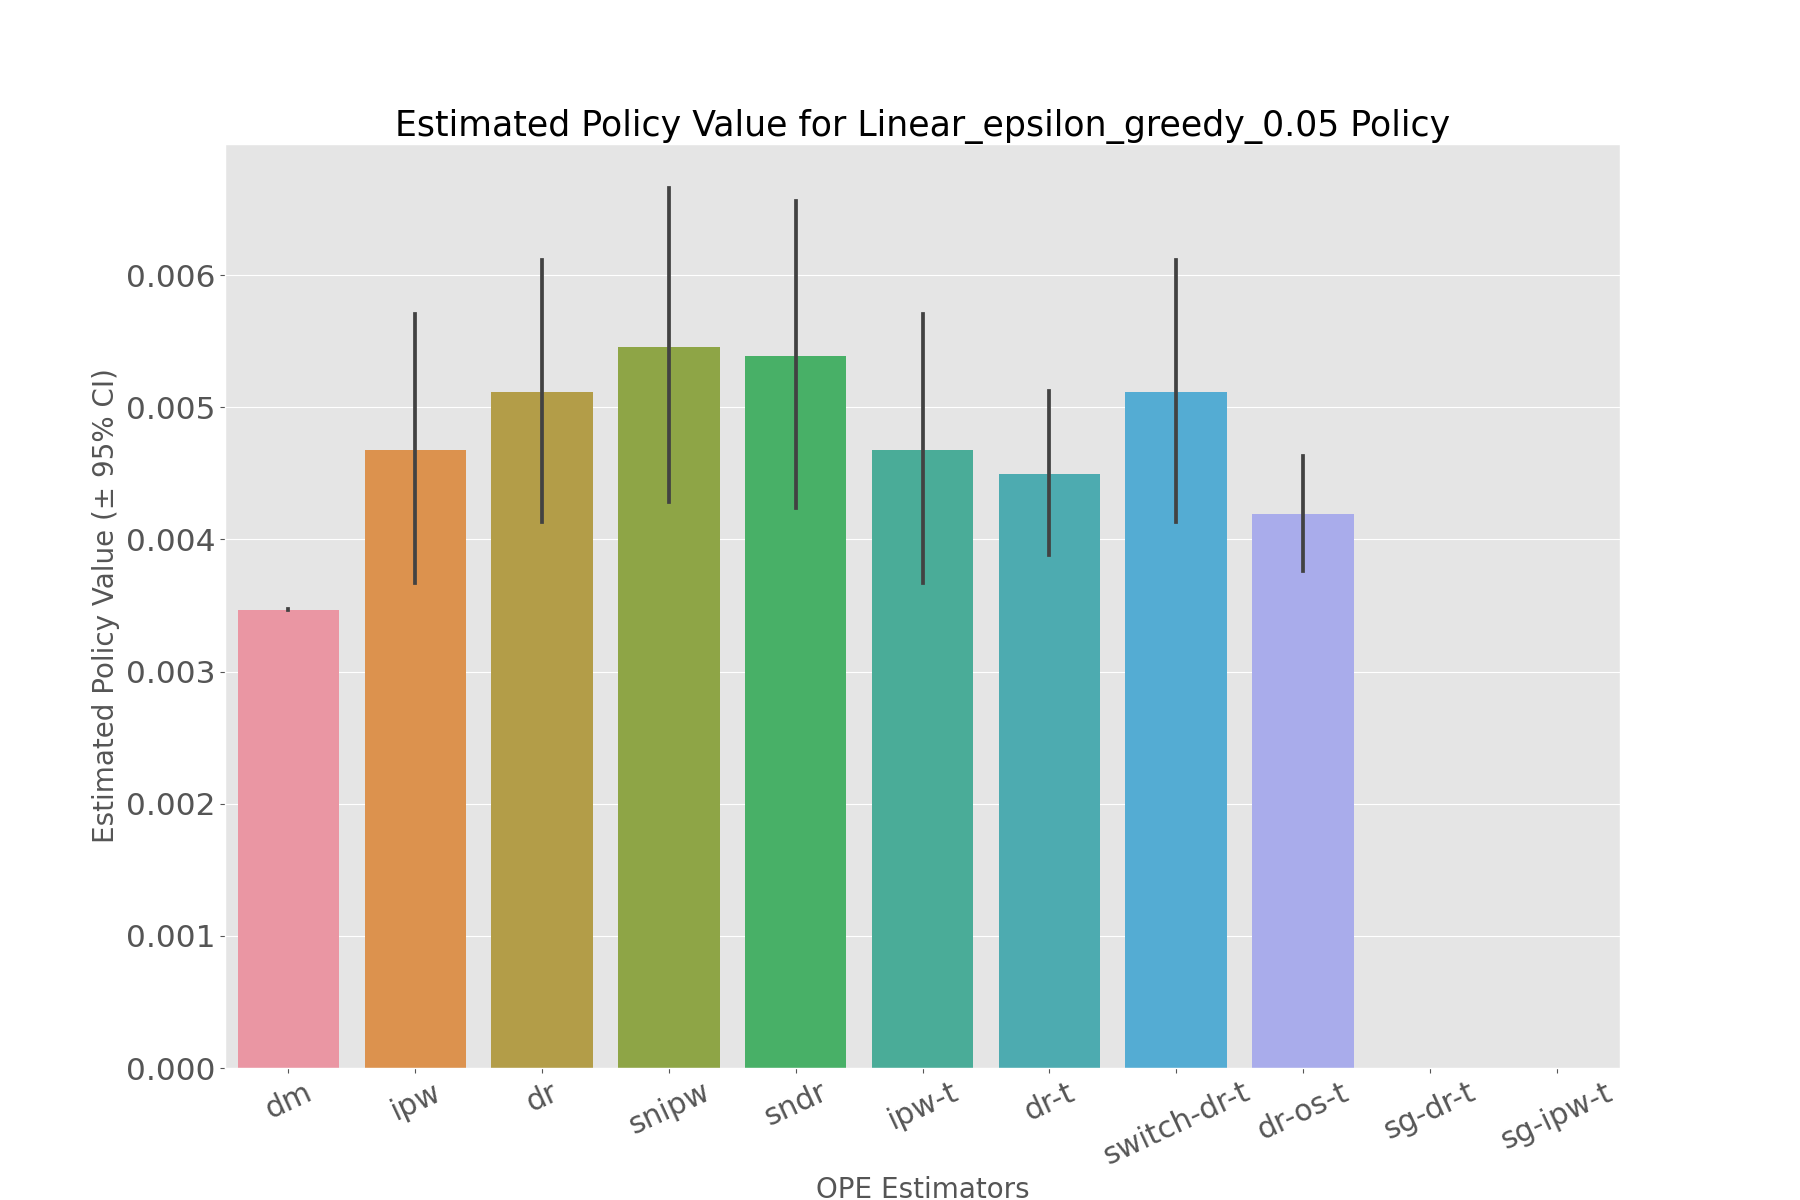 Estimated Policy Value for Linear_epsilon_greedy_0.05 Policy
Estimated Policy Value (± 95% CI)
0.006
0.005
0.004
0.003
0.002
0.001
0.000
dm
ipw
dr
snipw
sndr
ipw-t
dr-t
switch-dr-t
dr-os-t
sg-dr-t
sg-ipw-t
OPE Estimators